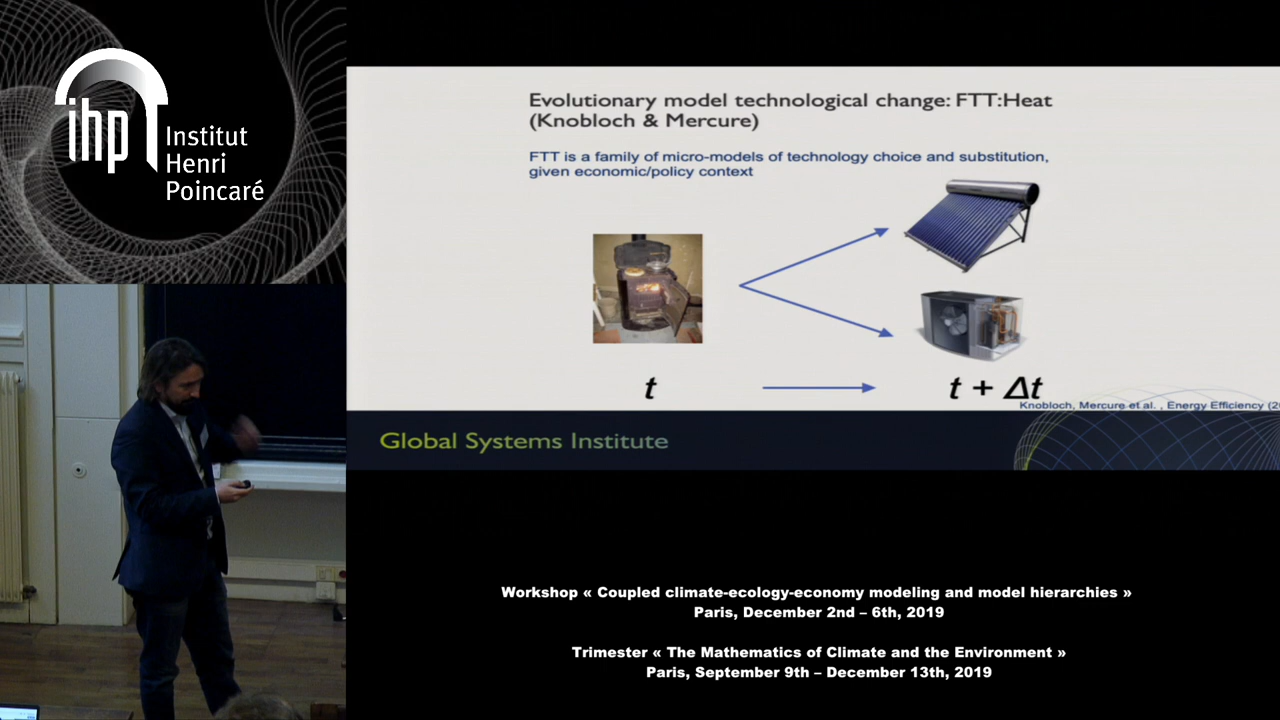 ihp
Institut
Henri
Poincaré
Evolutionary model technological change: FTT:Heat
(Knobloch & Mercure)
FTT is a family of micro-models of technology choice and substitution,
given economic/policy context
t
t + Δt
Knobloch, Mercure et al. , Energy Efficiency (2
Global Systems Institute
Workshop « Coupled climate-ecology-economy modeling and model hierarchies »
Paris, December 2nd – 6th, 2019
Trimester « The Mathematics of Climate and the Environment »
Paris, September 9th – December 13th, 2019